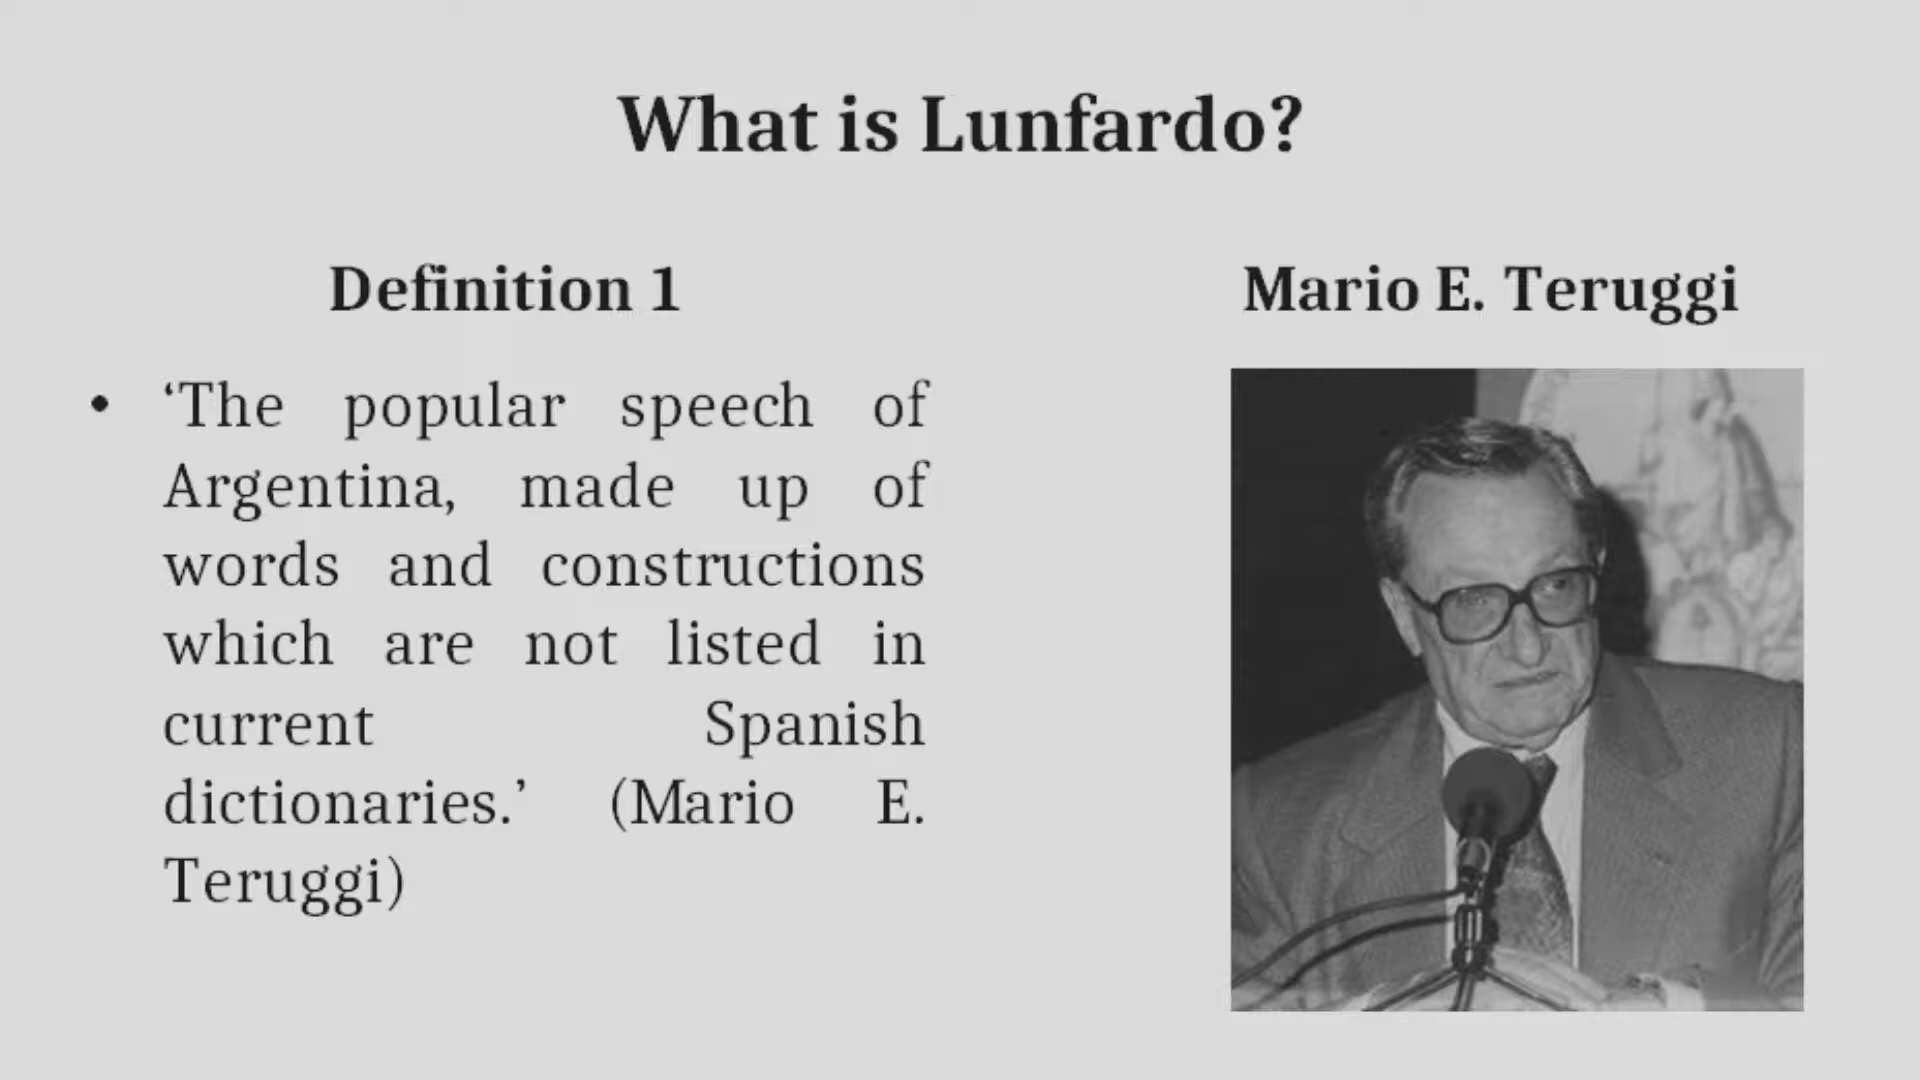 What is Lunfardo?
Definition 1
• ‘The popular speech of
Argentina, made up of
words and constructions
which are not listed in
current Spanish
dictionaries.’ (Mario E.
Teruggi)
Mario E. Teruggi